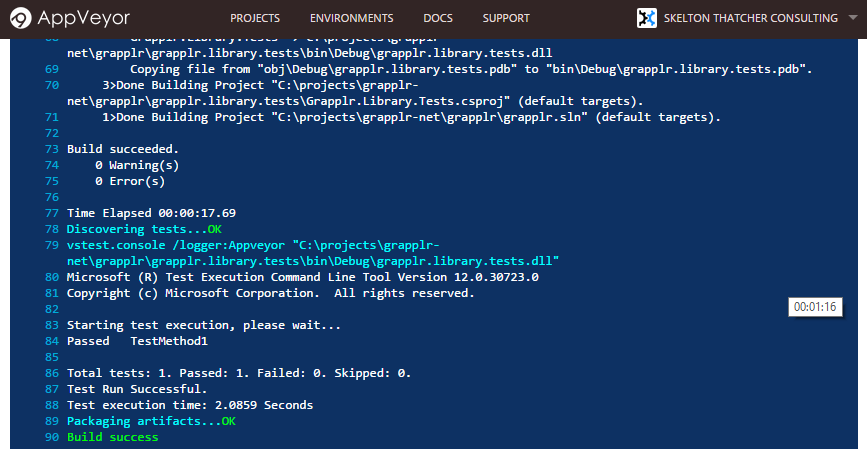 AppVeyor PROJECTS ENVIRONMENTS DOCS SUPPORT SKELTON THATCHER CONSULTING
net\grapplr\grapplr.library.tests\bin\Debug\grapplr.library.tests.dll
69 Copying file from "obj\Debug\grapplr.library.tests.pdb" to "bin\Debug\grapplr.library.tests.pdb".
70 3>Done Building Project "C:\projects\grapplr-
net\grapplr\grapplr.library.tests\Grapplr.Library.Tests.csproj" (default targets).
71 1>Done Building Project "C:\projects\grapplr-net\grapplr\grapplr.sln" (default targets).
72
73 Build succeeded.
74 0 Warning(s)
75 0 Error(s)
76
77 Time Elapsed 00:00:17.69
78 Discovering tests...OK
79 vstest.console /logger:Appveyor "C:\projects\grapplr-
net\grapplr\grapplr.library.tests\bin\Debug\grapplr.library.tests.dll"
80 Microsoft (R) Test Execution Command Line Tool Version 12.0.30723.0
81 Copyright (c) Microsoft Corporation.  All rights reserved.
82
00:01:16
83 Starting test execution, please wait...
84 Passed   TestMethod1
85
86 Total tests: 1. Passed: 1. Failed: 0. Skipped: 0.
87 Test Run Successful.
88 Test execution time: 2.0859 Seconds
89 Packaging artifacts...OK
90 Build success